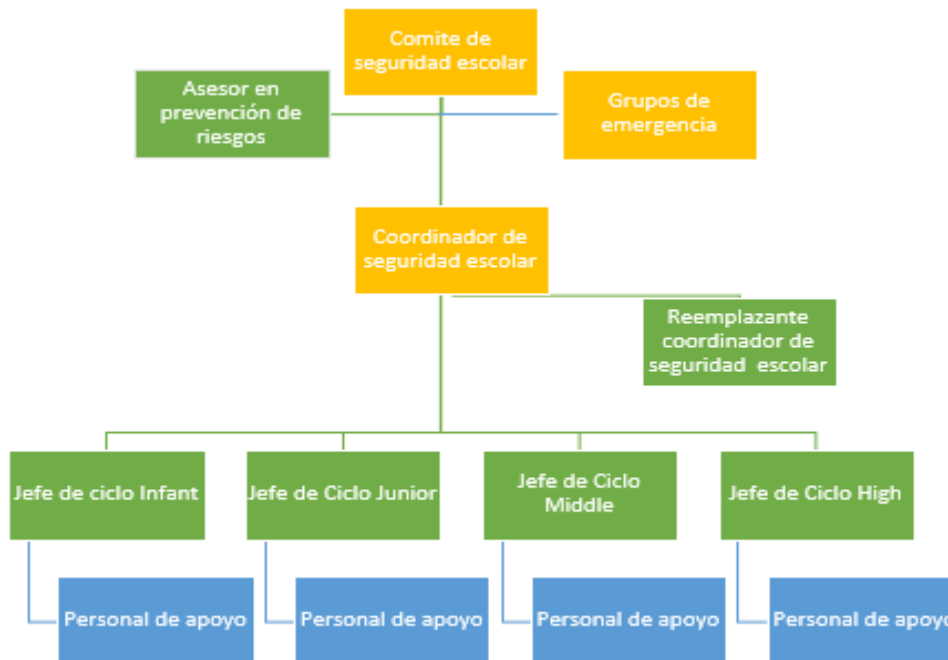 Comite de
seguridad escolar
Asesor en
prevención de
riesgos
Grupos de
emergencia
Coordinador de
seguridad escolar
Reemplazante
coordinador de
seguridad escolar
Jefe de ciclo Infant
Jefe de Ciclo Junior
Jefe de Ciclo
Middle
Jefe de Ciclo High
Personal de apoyo
Personal de apoyo
Personal de apoyo
Personal de apoyo